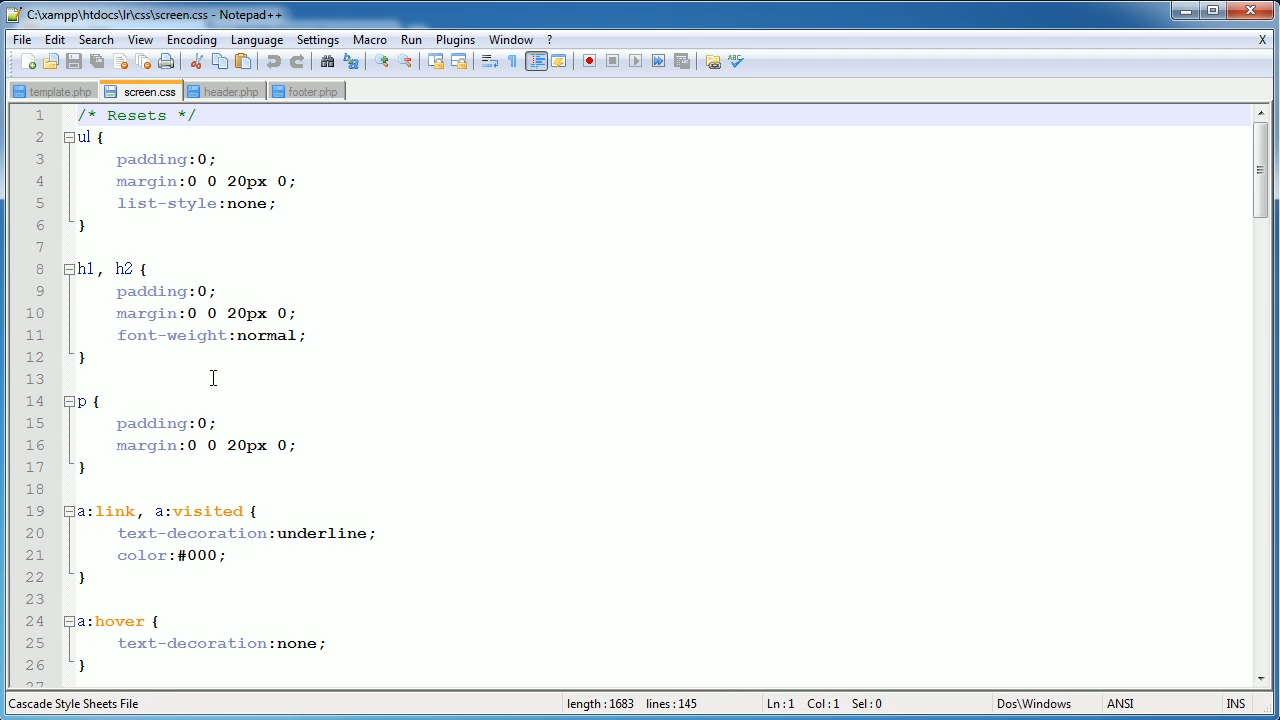 C:\xampp\htdocs\lr\css\screen.css - Notepad++
File Edit Search View Encoding Language Settings Macro Run Plugins Window ? X
template.php screen.css header.php footer.php
1 /* Resets */
2 ul {
3 padding:0;
4 margin:0 0 20px 0;
5 list-style:none;
6 }
7
8 h1, h2 {
9 padding:0;
10 margin:0 0 20px 0;
11 font-weight:normal;
12 }
13
14 p {
15 padding:0;
16 margin:0 0 20px 0;
17 }
18
19 a:link, a:visited {
20 text-decoration:underline;
21 color:#000;
22 }
23
24 a:hover {
25 text-decoration:none;
26 }
27
Cascade Style Sheets File length : 1683 lines : 145 Ln : 1 Col : 1 Sel : 0 Dos\Windows ANSI INS